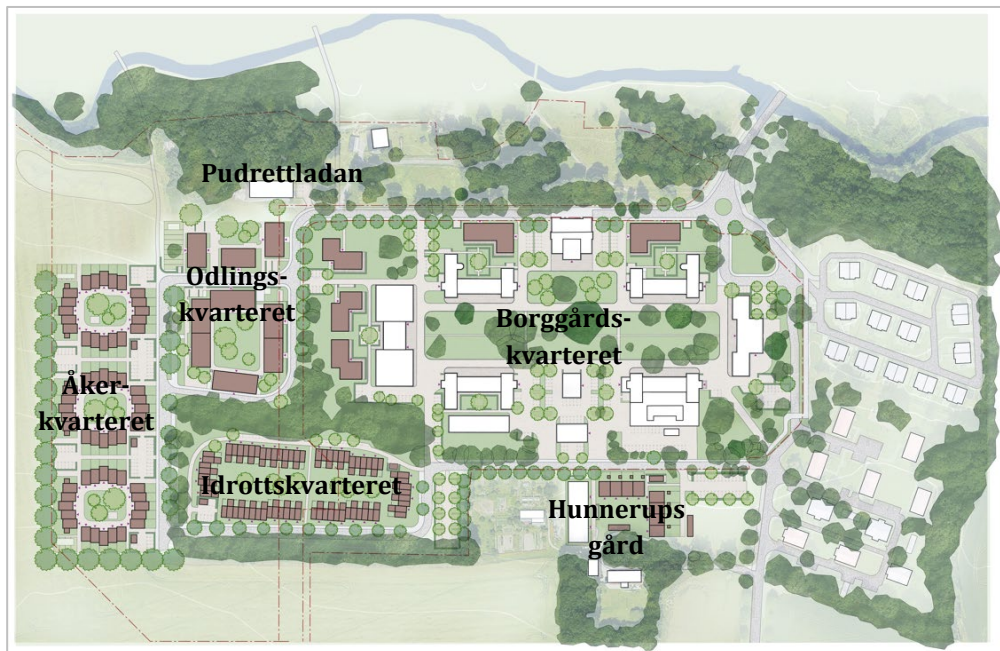 Pudrettladan
Odlings-
kvarteret
Borggårds-
kvarteret
Åker-
kvarteret
Idrottskvarteret
Hunnerups
gård